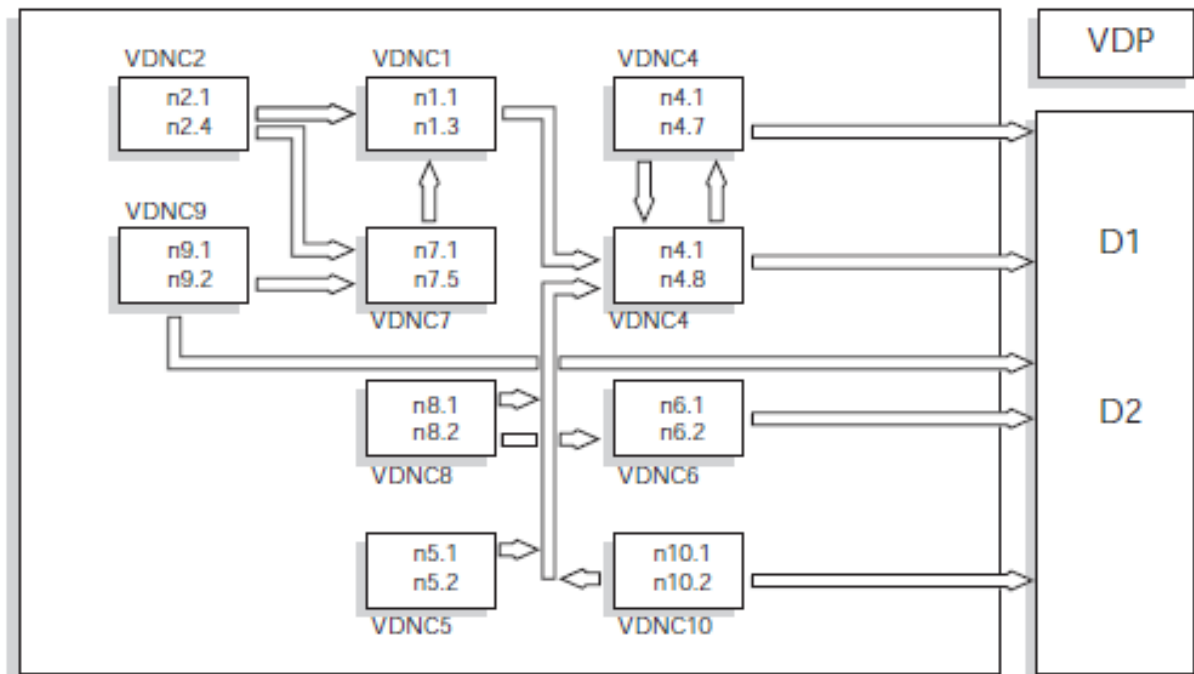 VDNC2
n2.1
n2.4
VDNC1
n1.1
n1.3
VDNC4
n4.1
n4.7
VDP
VDNC9
n9.1
n9.2
n7.1
n7.5
VDNC7
n4.1
n4.8
VDNC4
D1
n8.1
n8.2
VDNC8
n6.1
n6.2
VDNC6
D2
n5.1
n5.2
VDNC5
n10.1
n10.2
VDNC10